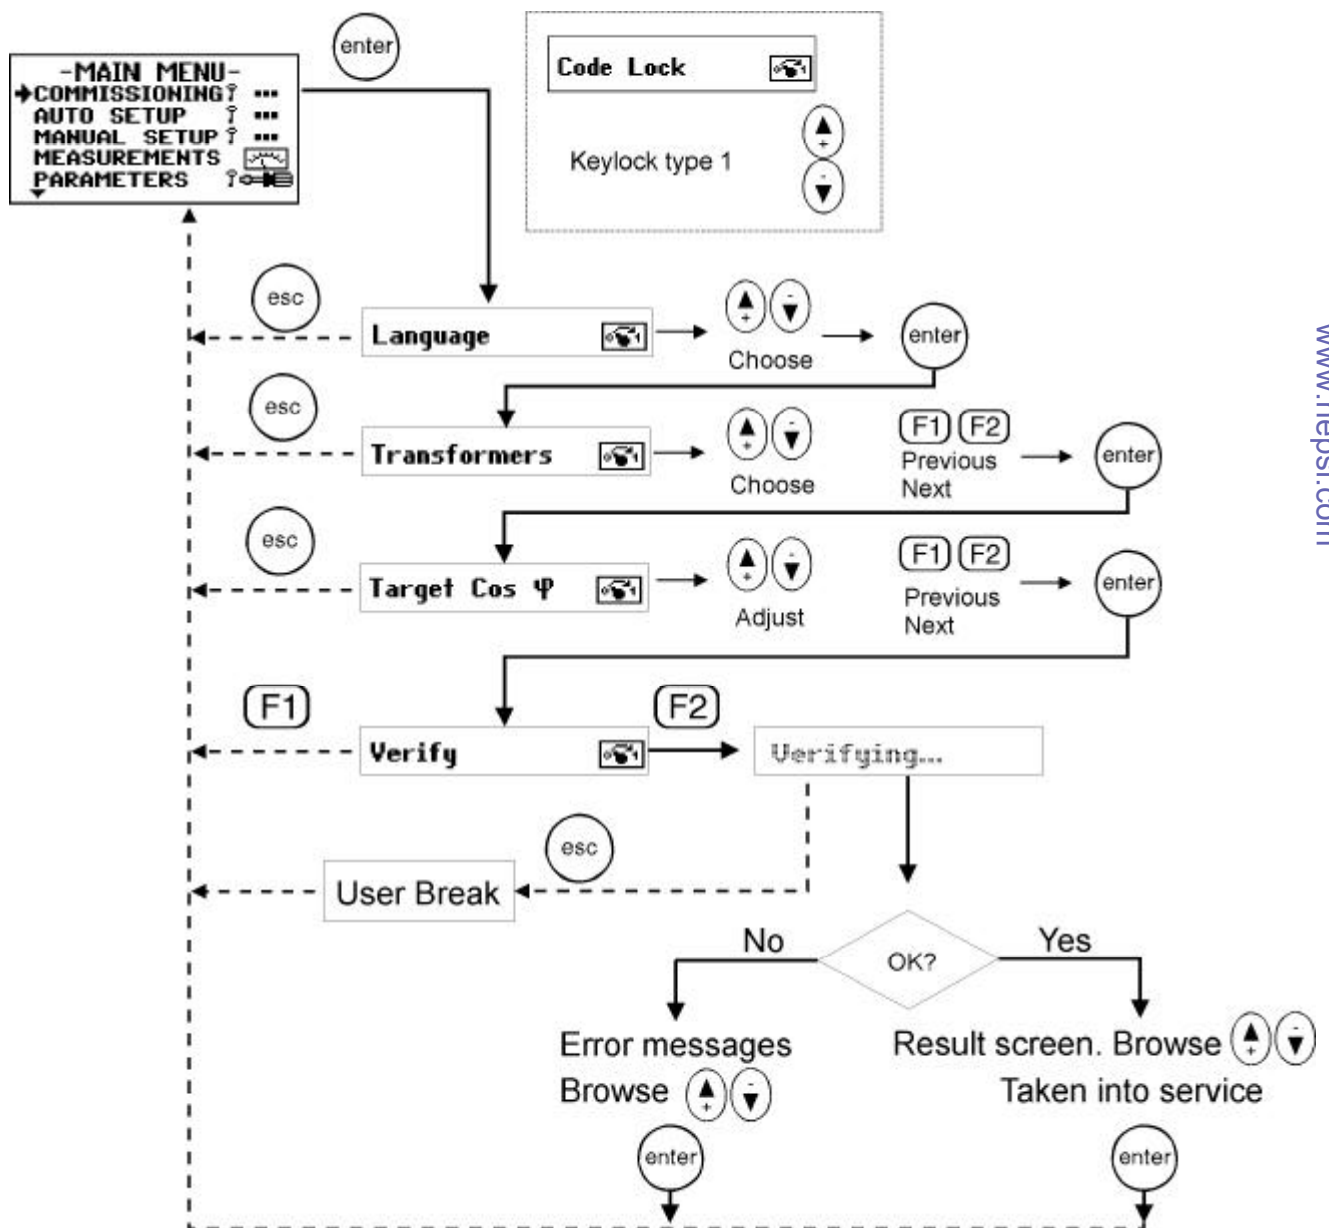 enter
-MAIN MENU-
COMMISSIONING ...
AUTO SETUP ...
MANUAL SETUP ...
MEASUREMENTS
PARAMETERS
Code Lock
Keylock type 1
+
-
esc
Language
+ -
Choose
enter
esc
Transformers
+ -
Choose
F1 F2
Previous
Next
enter
esc
Target Cos φ
+ -
Adjust
F1 F2
Previous
Next
enter
F1
Verify
F2
Verifying...
esc
User Break
No
OK?
Yes
Error messages
Browse + -
enter
Result screen. Browse + -
Taken into service
enter
www.nepsi.com